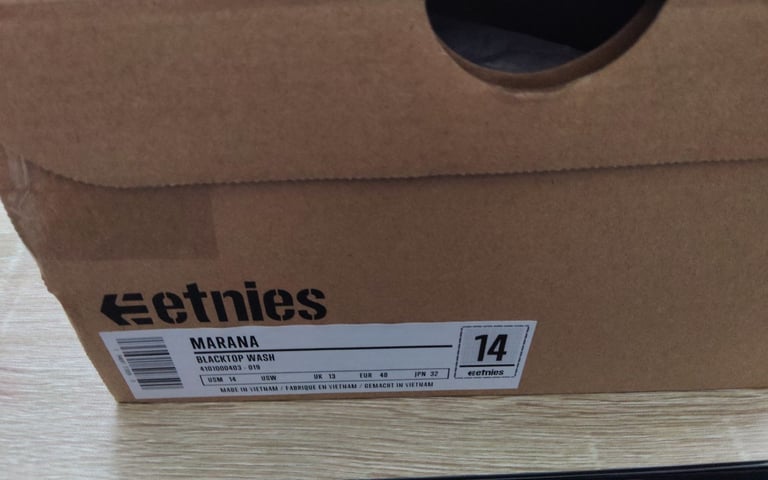 etnies
MARANA
BLACKTOP WASH
4101000403 - 019
USM 14 USW UK 13 EUR 48 JPN 32
MADE IN VIETNAM / FABRIQUE EN VIETNAM / GEMACHT IN VIETNAM
14
etnies